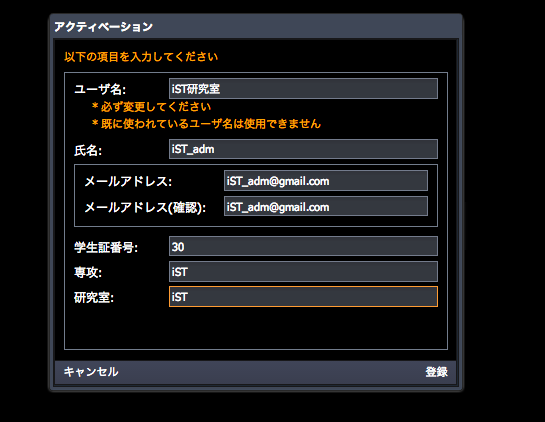 アクティベーション
以下の項目を入力してください
ユーザ名: iST研究室
* 必ず変更してください
* 既に使われているユーザ名は使用できません
氏名: iST_adm
メールアドレス: iST_adm@gmail.com
メールアドレス(確認): iST_adm@gmail.com
学生証番号: 30
専攻: iST
研究室: iST
キャンセル 登録